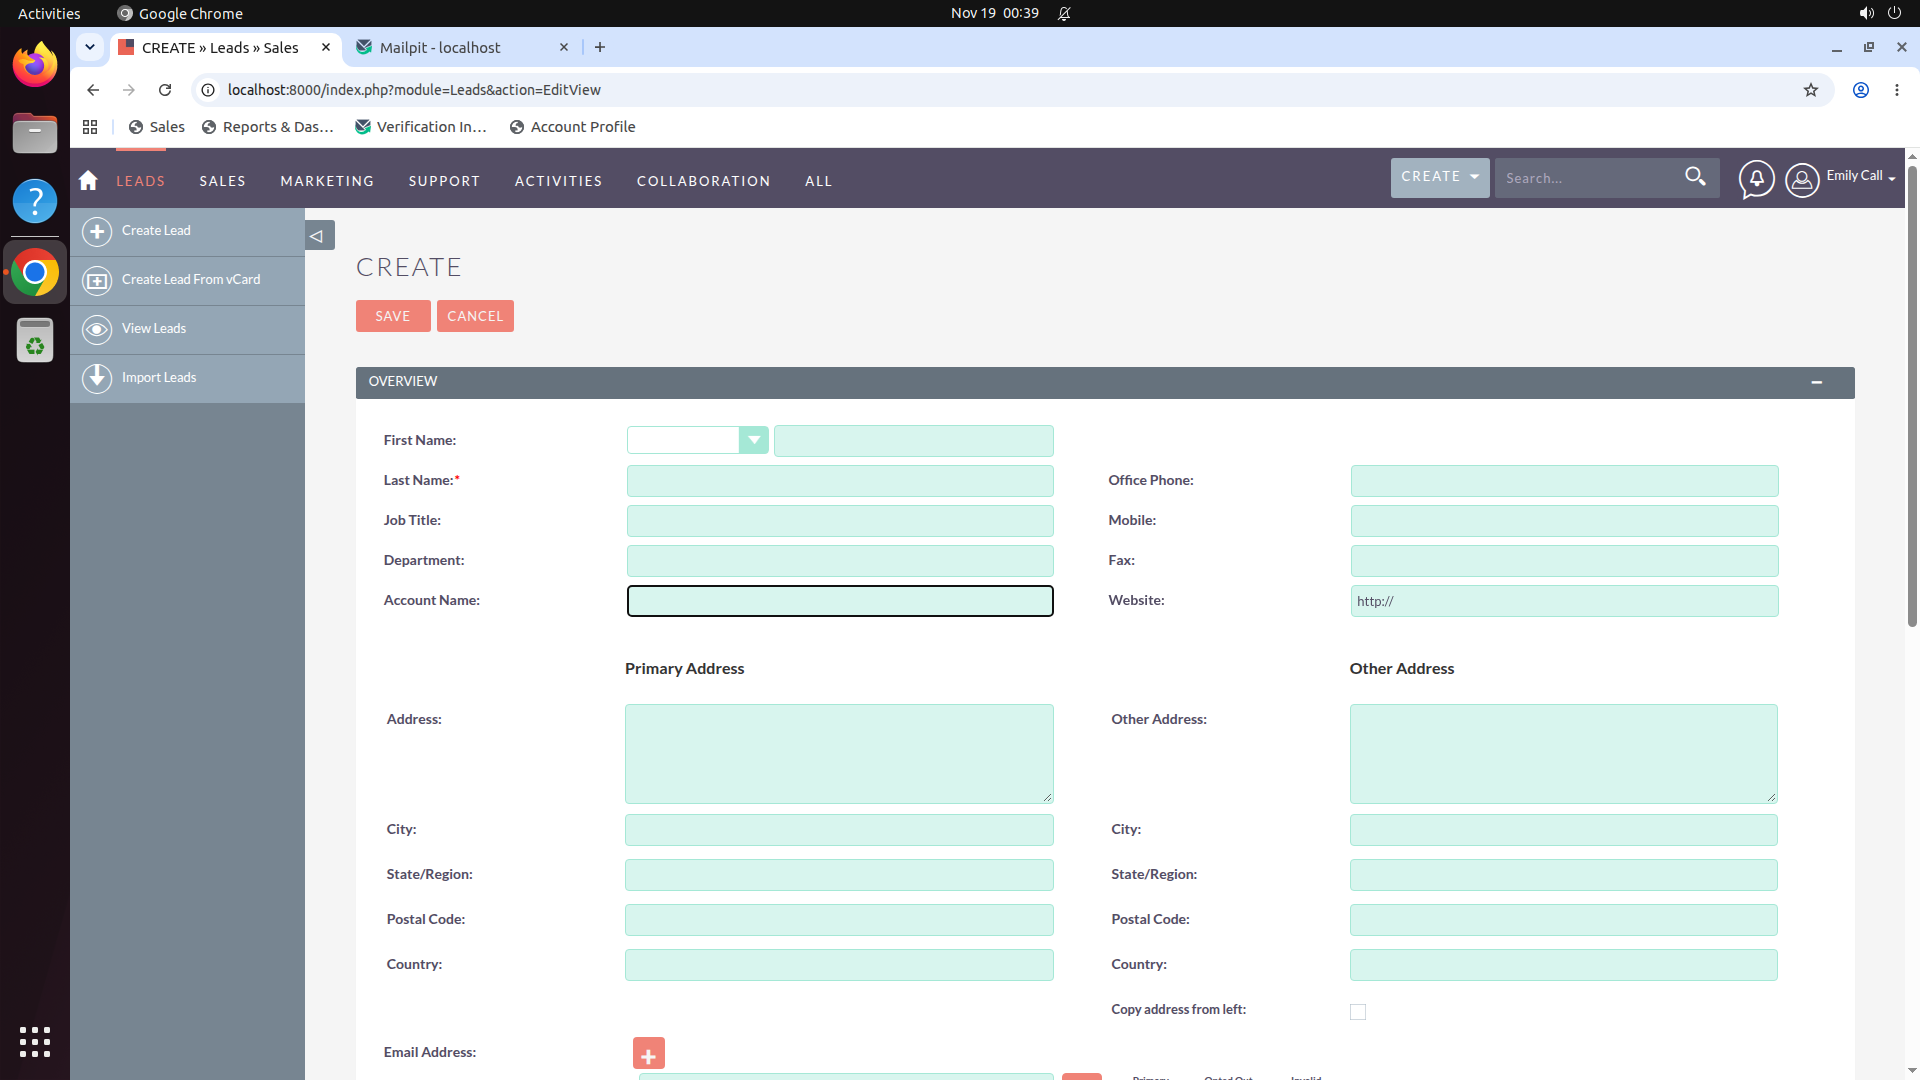 Activities
Google Chrome
Nov 19 00:39
CREATE » Leads » Sales
Mailpit - localhost
localhost:8000/index.php?module=Leads&action=EditView
Sales
Reports & Das...
Verification In...
Account Profile
LEADS
SALES
MARKETING
SUPPORT
ACTIVITIES
COLLABORATION
ALL
CREATE
Search...
Emily Call
Create Lead
Create Lead From vCard
View Leads
Import Leads
CREATE
SAVE
CANCEL
OVERVIEW
First Name:
Last Name:*
Office Phone:
Job Title:
Mobile:
Department:
Fax:
Account Name:
Website:
http://
Primary Address
Other Address
Address:
Other Address:
City:
City:
State/Region:
State/Region:
Postal Code:
Postal Code:
Country:
Country:
Copy address from left:
Email Address:
Primary
Opted Out
Invalid